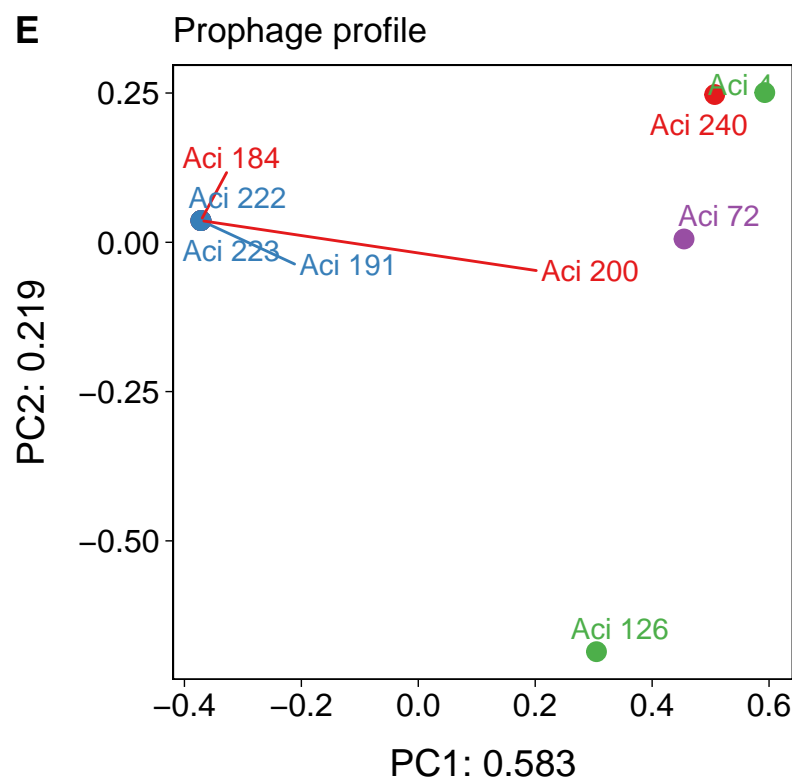 E
Prophage profile
0.25
0.00
−0.25
−0.50
PC2: 0.219
Aci 4
Aci 240
Aci 184
Aci 222
Aci 72
Aci 223
Aci 191
Aci 200
Aci 126
−0.4
−0.2
0.0
0.2
0.4
0.6
PC1: 0.583